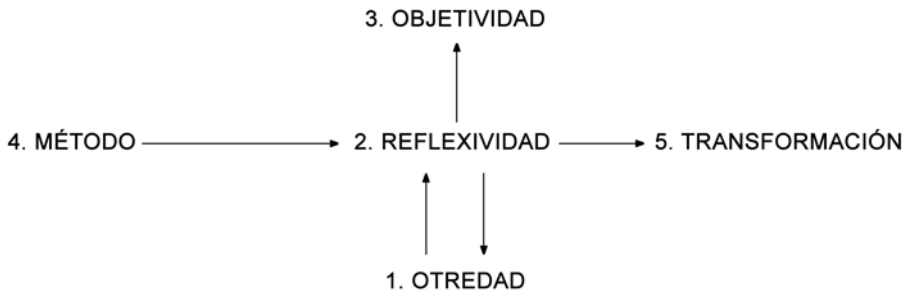 3. OBJETIVIDAD
4. MÉTODO
2. REFLEXIVIDAD
5. TRANSFORMACIÓN
1. OTREDAD